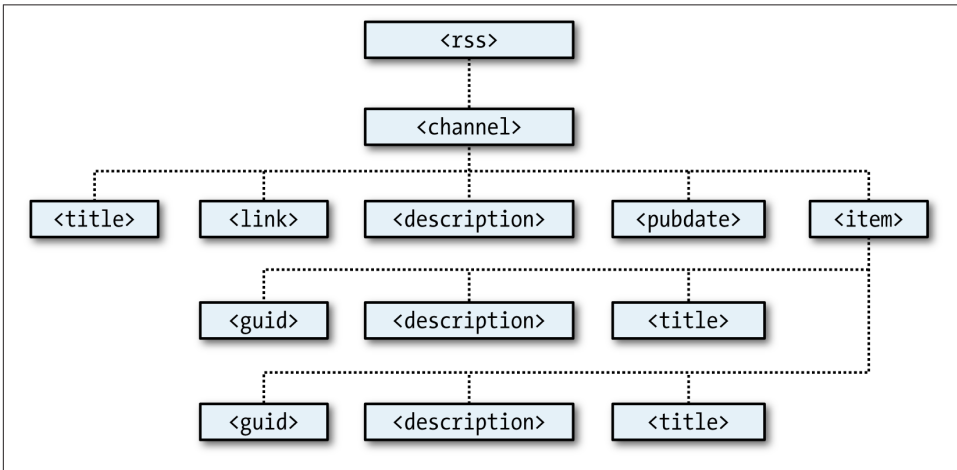 <rss>
<channel>
<title> <link> <description> <pubdate> <item>
<guid> <description> <title>
<guid> <description> <title>